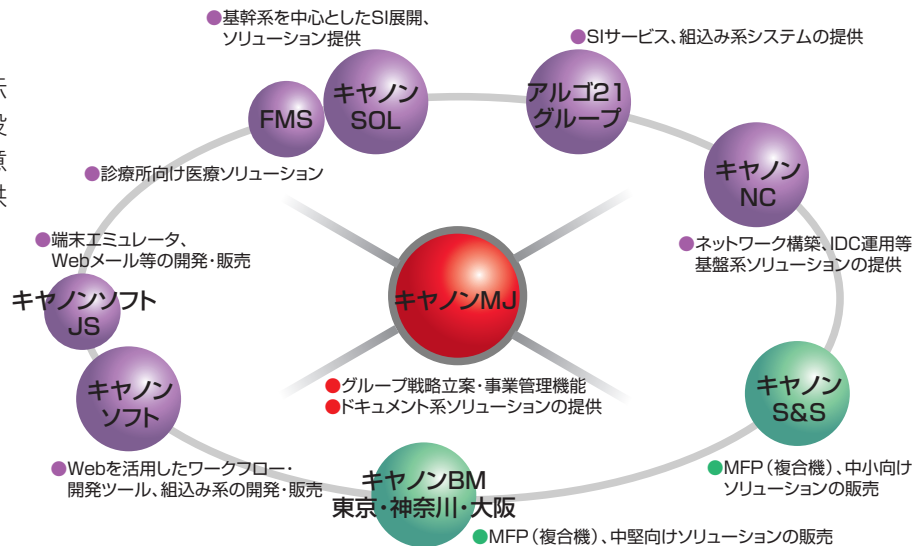 ●基幹系を中心としたSI展開、
ソリューション提供
●SIサービス、組込み系システムの提供
FMS
キヤノン
SOL
アルゴ21
グループ
キヤノン
NC
●診療所向け医療ソリューション
●端末エミュレータ、
Webメール等の開発・販売
●ネットワーク構築、IDC運用等
基盤系ソリューションの提供
キヤノンソフト
JS
キヤノンMJ
●グループ戦略立案・事業管理機能
●ドキュメント系ソリューションの提供
キヤノン
ソフト
キヤノン
S&S
●Webを活用したワークフロー・
開発ツール、組込み系の開発・販売
キヤノンBM
東京・神奈川・大阪
●MFP（複合機）、中小向け
ソリューションの販売
●MFP（複合機）、中堅向けソリューションの販売